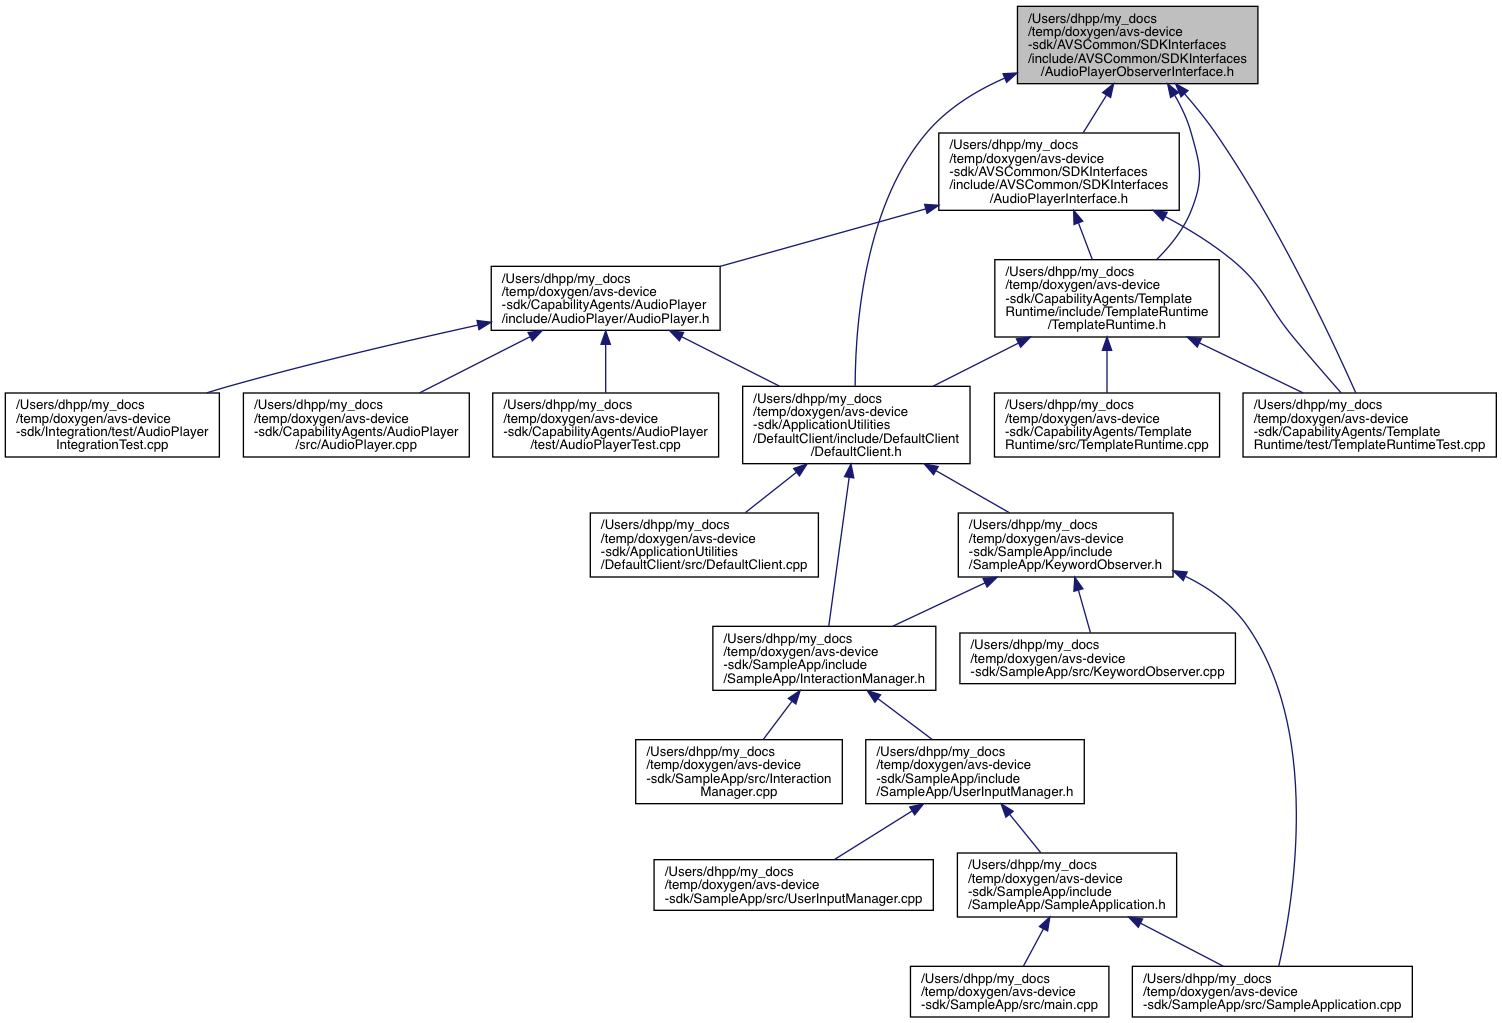 /Users/dhpp/my_docs
/temp/doxygen/avs-device
-sdk/AVSCommon/SDKInterfaces
/include/AVSCommon/SDKInterfaces
/AudioPlayerObserverInterface.h
/Users/dhpp/my_docs
/temp/doxygen/avs-device
-sdk/AVSCommon/SDKInterfaces
/include/AVSCommon/SDKInterfaces
/AudioPlayerInterface.h
/Users/dhpp/my_docs
/temp/doxygen/avs-device
-sdk/CapabilityAgents/AudioPlayer
/include/AudioPlayer/AudioPlayer.h
/Users/dhpp/my_docs
/temp/doxygen/avs-device
-sdk/CapabilityAgents/Template
Runtime/include/TemplateRuntime
/TemplateRuntime.h
/Users/dhpp/my_docs
/temp/doxygen/avs-device
-sdk/Integration/test/AudioPlayer
IntegrationTest.cpp
/Users/dhpp/my_docs
/temp/doxygen/avs-device
-sdk/CapabilityAgents/AudioPlayer
/src/AudioPlayer.cpp
/Users/dhpp/my_docs
/temp/doxygen/avs-device
-sdk/CapabilityAgents/AudioPlayer
/test/AudioPlayerTest.cpp
/Users/dhpp/my_docs
/temp/doxygen/avs-device
-sdk/ApplicationUtilities
/DefaultClient/include/DefaultClient
/DefaultClient.h
/Users/dhpp/my_docs
/temp/doxygen/avs-device
-sdk/CapabilityAgents/Template
Runtime/src/TemplateRuntime.cpp
/Users/dhpp/my_docs
/temp/doxygen/avs-device
-sdk/CapabilityAgents/Template
Runtime/test/TemplateRuntimeTest.cpp
/Users/dhpp/my_docs
/temp/doxygen/avs-device
-sdk/ApplicationUtilities
/DefaultClient/src/DefaultClient.cpp
/Users/dhpp/my_docs
/temp/doxygen/avs-device
-sdk/SampleApp/include
/SampleApp/KeywordObserver.h
/Users/dhpp/my_docs
/temp/doxygen/avs-device
-sdk/SampleApp/include
/SampleApp/InteractionManager.h
/Users/dhpp/my_docs
/temp/doxygen/avs-device
-sdk/SampleApp/src/KeywordObserver.cpp
/Users/dhpp/my_docs
/temp/doxygen/avs-device
-sdk/SampleApp/src/Interaction
Manager.cpp
/Users/dhpp/my_docs
/temp/doxygen/avs-device
-sdk/SampleApp/include
/SampleApp/UserInputManager.h
/Users/dhpp/my_docs
/temp/doxygen/avs-device
-sdk/SampleApp/src/UserInputManager.cpp
/Users/dhpp/my_docs
/temp/doxygen/avs-device
-sdk/SampleApp/include
/SampleApp/SampleApplication.h
/Users/dhpp/my_docs
/temp/doxygen/avs-device
-sdk/SampleApp/src/main.cpp
/Users/dhpp/my_docs
/temp/doxygen/avs-device
-sdk/SampleApp/src/SampleApplication.cpp